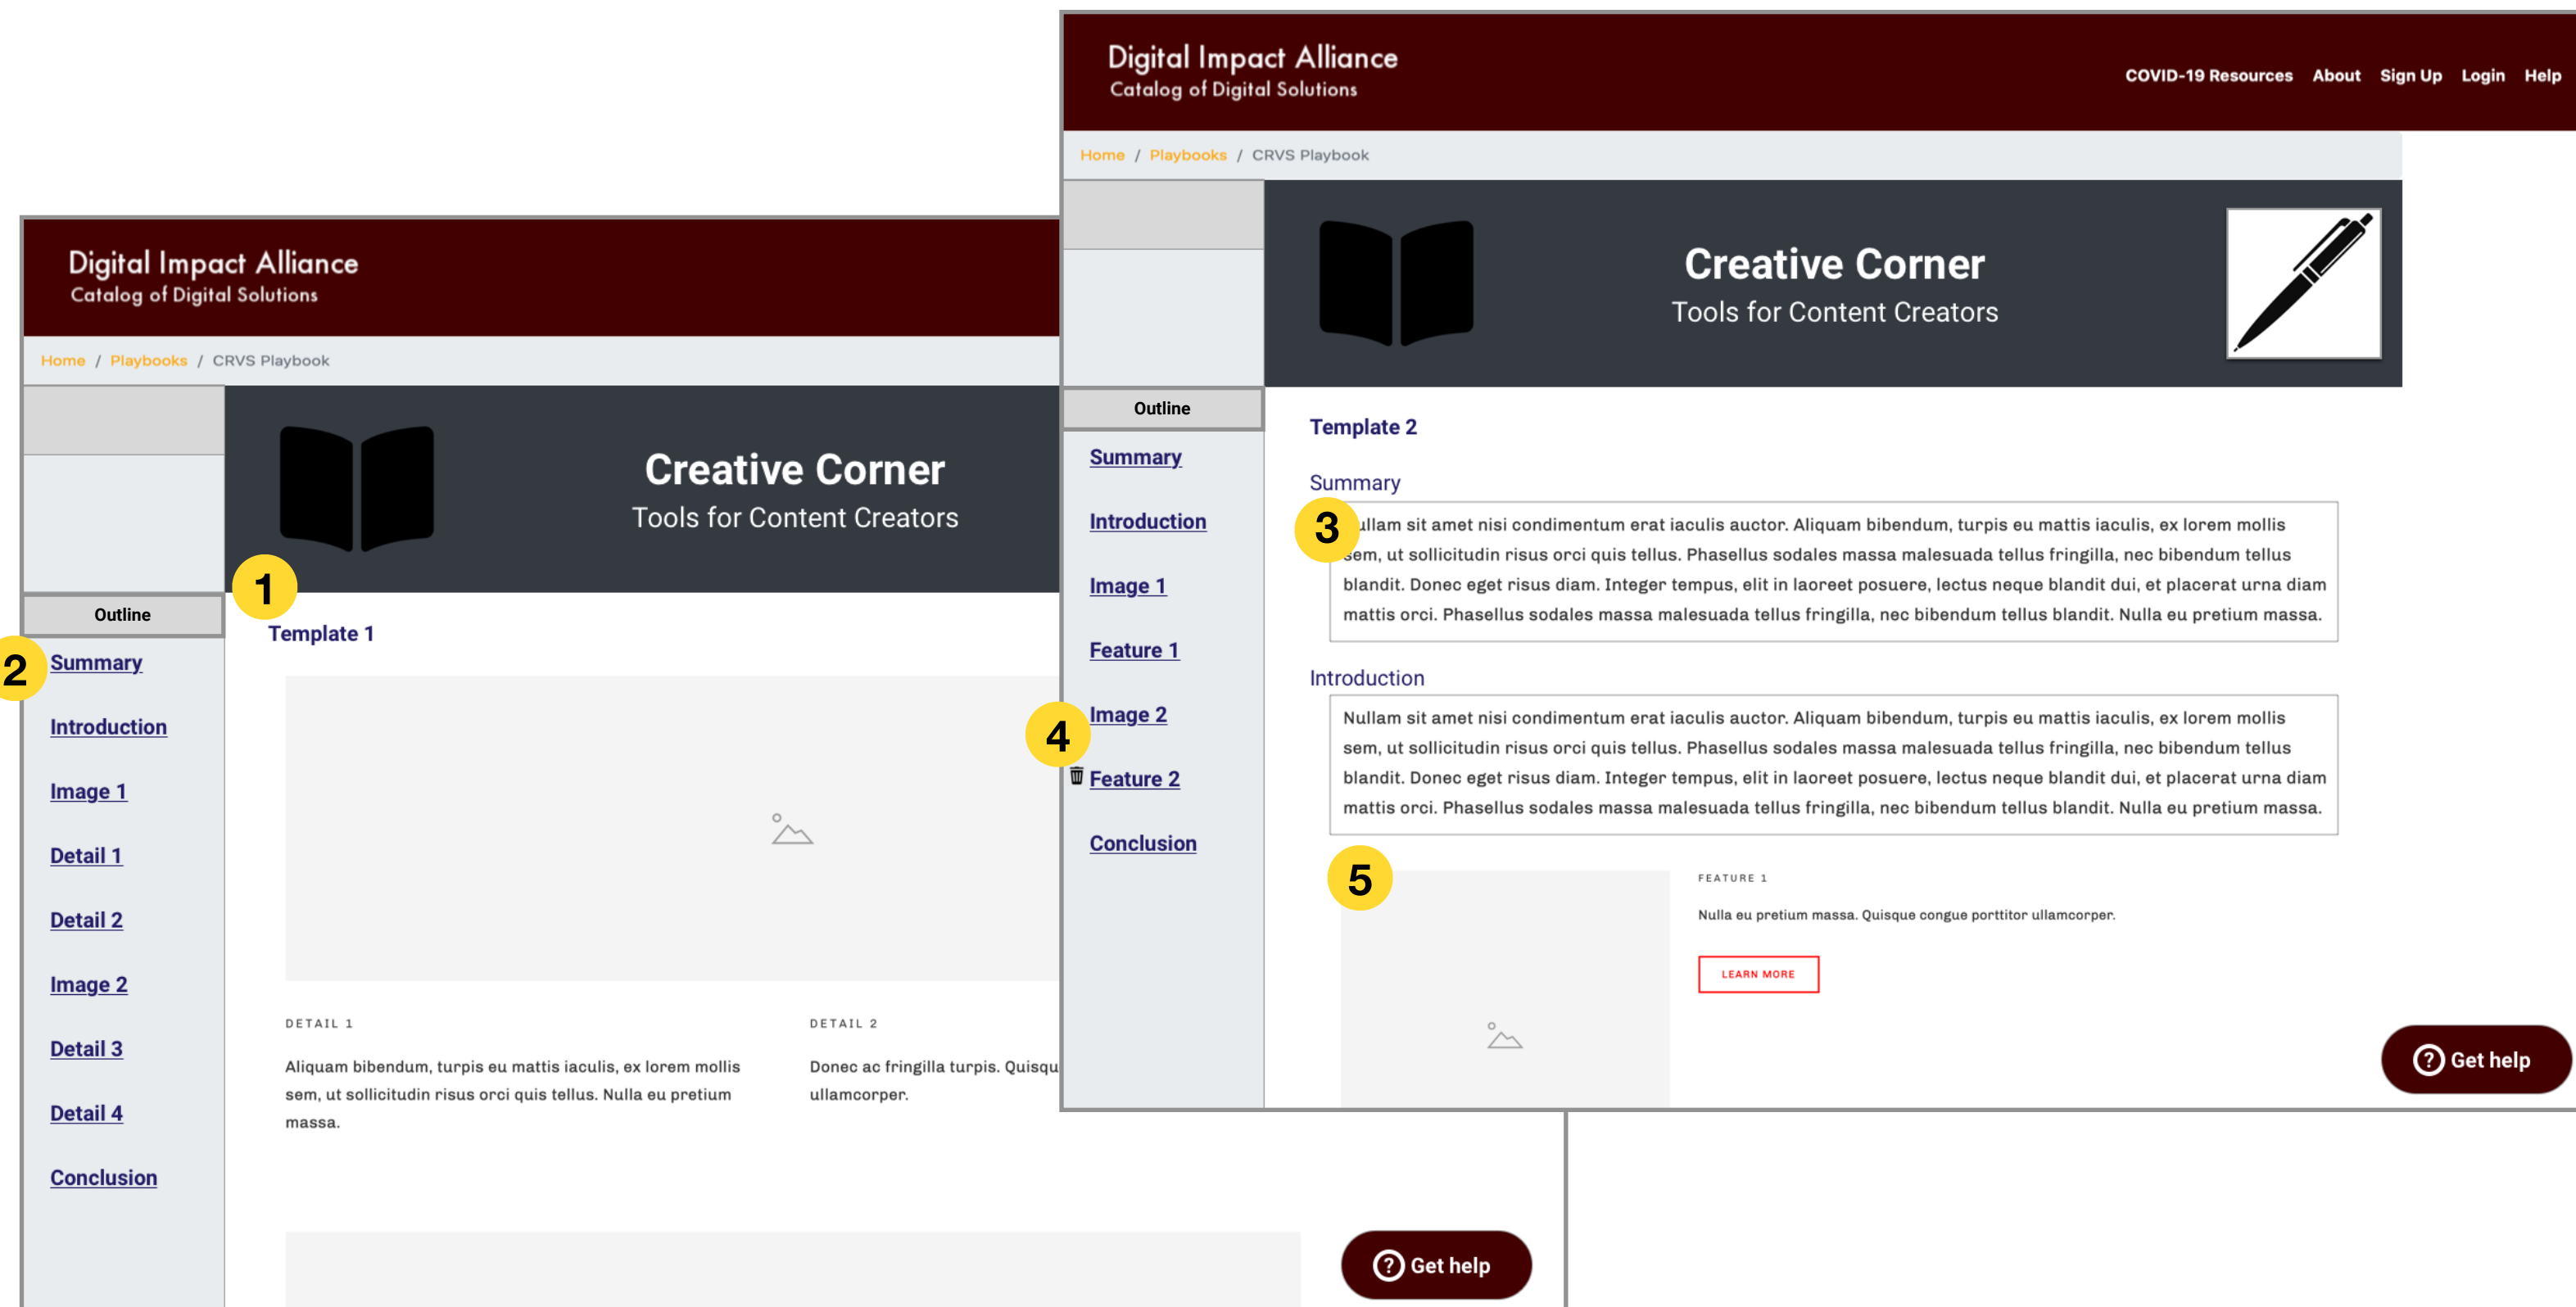 Digital Impact Alliance
Catalog of Digital Solutions
Home / Playbooks / CRVS Playbook
Creative Corner
Tools for Content Creators
1
Outline
Template 1
2
Summary
Introduction
Image 1
Detail 1
Detail 2
Image 2
Detail 3
Detail 4
Conclusion
DETAIL 1
Aliquam bibendum, turpis eu mattis iaculis, ex lorem mollis
sem, ut sollicitudin risus orci quis tellus. Nulla eu pretium
massa.
DETAIL 2
Donec ac fringilla turpis. Quisqu
ullamcorper.
Get help
Digital Impact Alliance
Catalog of Digital Solutions
COVID-19 Resources About Sign Up Login Help
Home / Playbooks / CRVS Playbook
Creative Corner
Tools for Content Creators
Outline
Summary
Introduction
Image 1
Feature 1
4
Image 2
Feature 2
Conclusion
Template 2
Summary
3
ullam sit amet nisi condimentum erat iaculis auctor. Aliquam bibendum, turpis eu mattis iaculis, ex lorem mollis
sem, ut sollicitudin risus orci quis tellus. Phasellus sodales massa malesuada tellus fringilla, nec bibendum tellus
blandit. Donec eget risus diam. Integer tempus, elit in laoreet posuere, lectus neque blandit dui, et placerat urna diam
mattis orci. Phasellus sodales massa malesuada tellus fringilla, nec bibendum tellus blandit. Nulla eu pretium massa.
Introduction
Nullam sit amet nisi condimentum erat iaculis auctor. Aliquam bibendum, turpis eu mattis iaculis, ex lorem mollis
sem, ut sollicitudin risus orci quis tellus. Phasellus sodales massa malesuada tellus fringilla, nec bibendum tellus
blandit. Donec eget risus diam. Integer tempus, elit in laoreet posuere, lectus neque blandit dui, et placerat urna diam
mattis orci. Phasellus sodales massa malesuada tellus fringilla, nec bibendum tellus blandit. Nulla eu pretium massa.
5
FEATURE 1
Nulla eu pretium massa. Quisque congue porttitor ullamcorper.
LEARN MORE
Get help